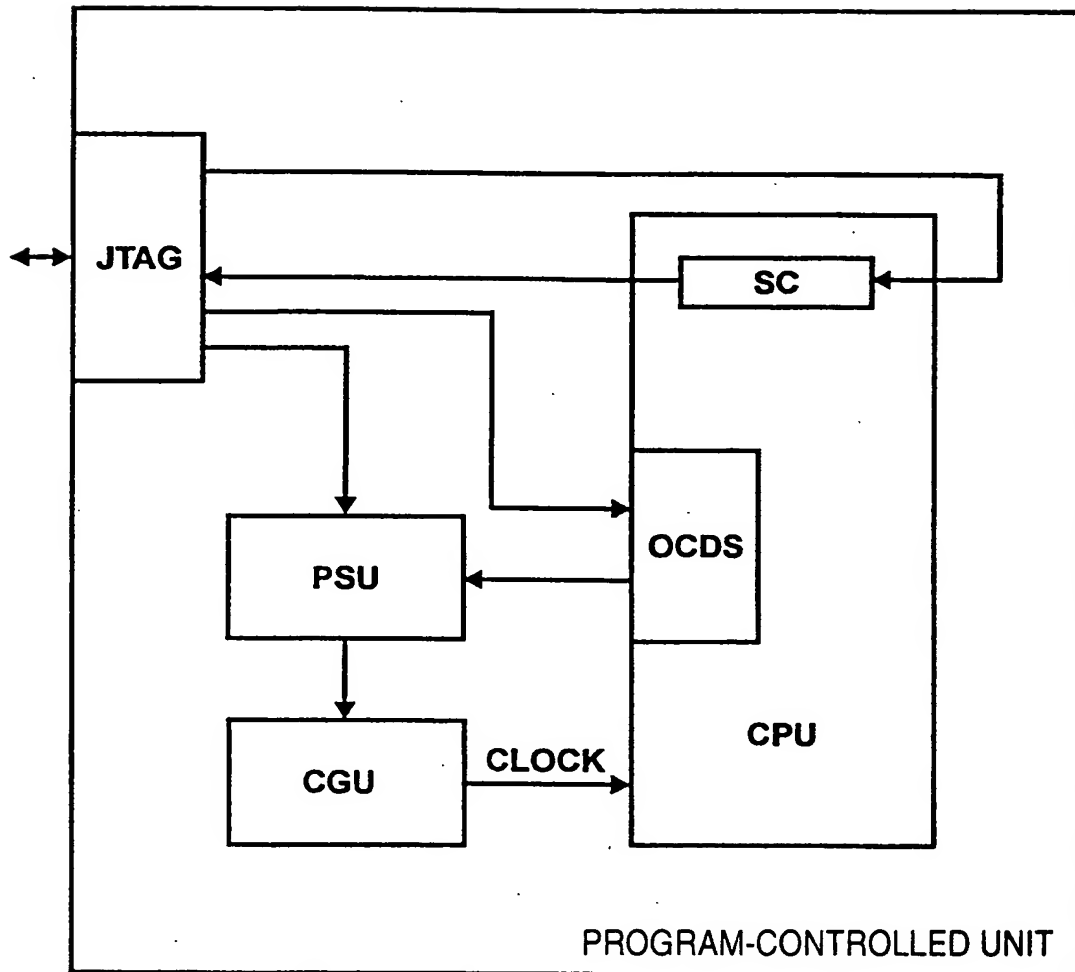 JTAG
SC
OCDS
PSU
CPU
CLOCK
CGU
PROGRAM-CONTROLLED UNIT